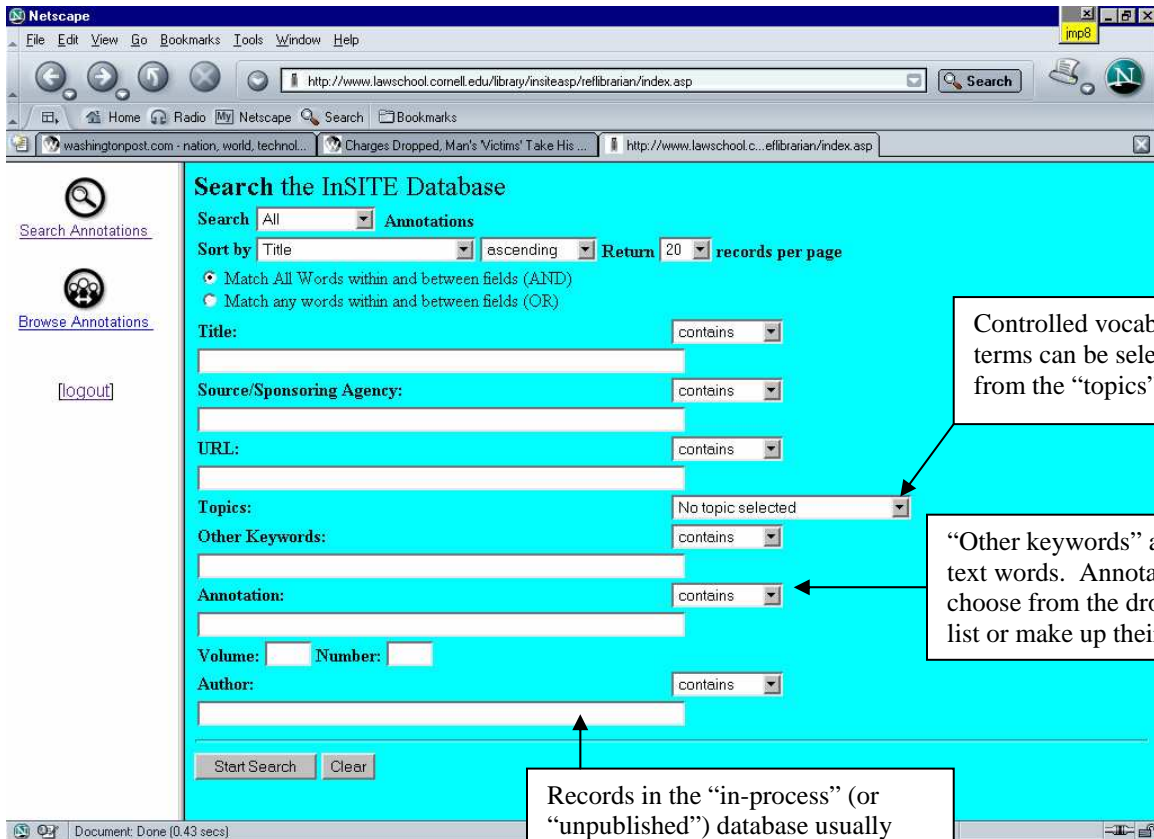 Netscape
jmp8
File Edit View Go Bookmarks Tools Window Help
http://www.lawschool.cornell.edu/library/insiteasp/reflibrarian/index.asp
Search
N
Home Radio My Netscape Search Bookmarks
washingtonpost.com - nation, world, technol... Charges Dropped, Man's 'Victims' Take His ... http://www.lawschool.c...eflibrarian/index.asp
Search Annotations
Browse Annotations
[logout]
Search the InSITE Database
Search All Annotations
Sort by Title ascending Return 20 records per page
Match All Words within and between fields (AND)
Match any words within and between fields (OR)
Title: contains
Source/Sponsoring Agency: contains
URL: contains
Topics: No topic selected
Other Keywords: contains
Annotation: contains
Volume: Number:
Author: contains
Start Search Clear
Controlled vocab
terms can be sele
from the “topics”
“Other keywords” a
text words. Annota
choose from the dro
list or make up thei
Records in the “in-process” (or
“unpublished”) database usually
Document: Done (0.43 secs)